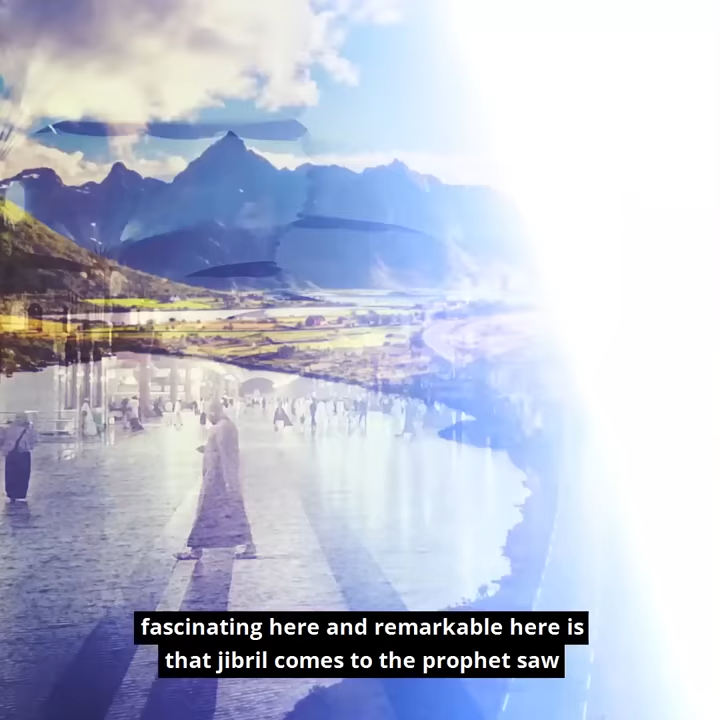 fascinating here and remarkable here is
that jibril comes to the prophet saw